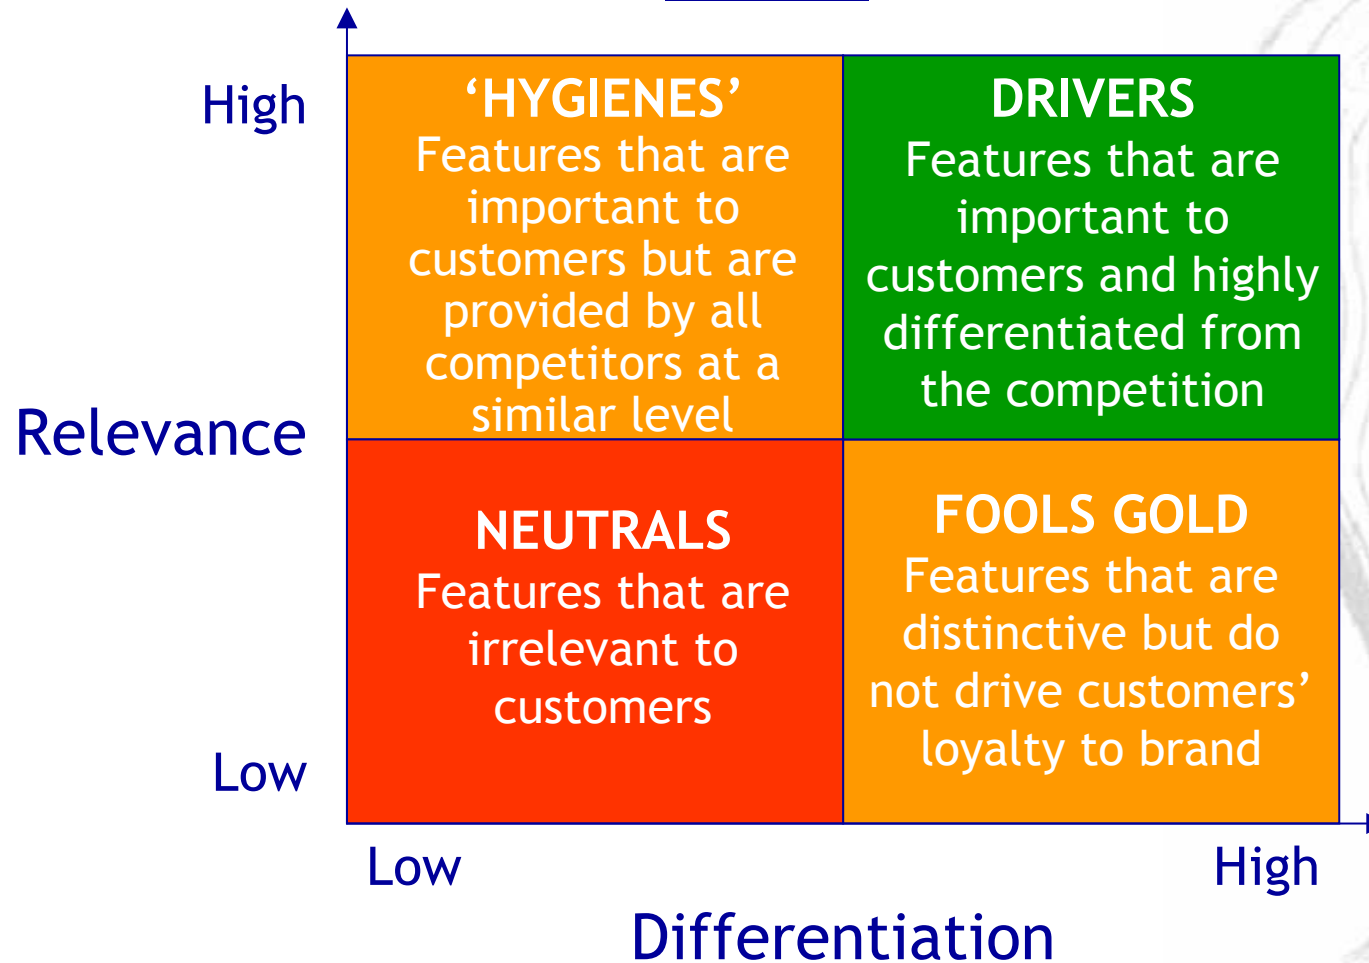 High
Relevance
Low
‘HYGIENES’
Features that are
important to
customers but are
provided by all
competitors at a
similar level
DRIVERS
Features that are
important to
customers and highly
differentiated from
the competition
NEUTRALS
Features that are
irrelevant to
customers
FOOLS GOLD
Features that are
distinctive but do
not drive customers’
loyalty to brand
Low
High
Differentiation